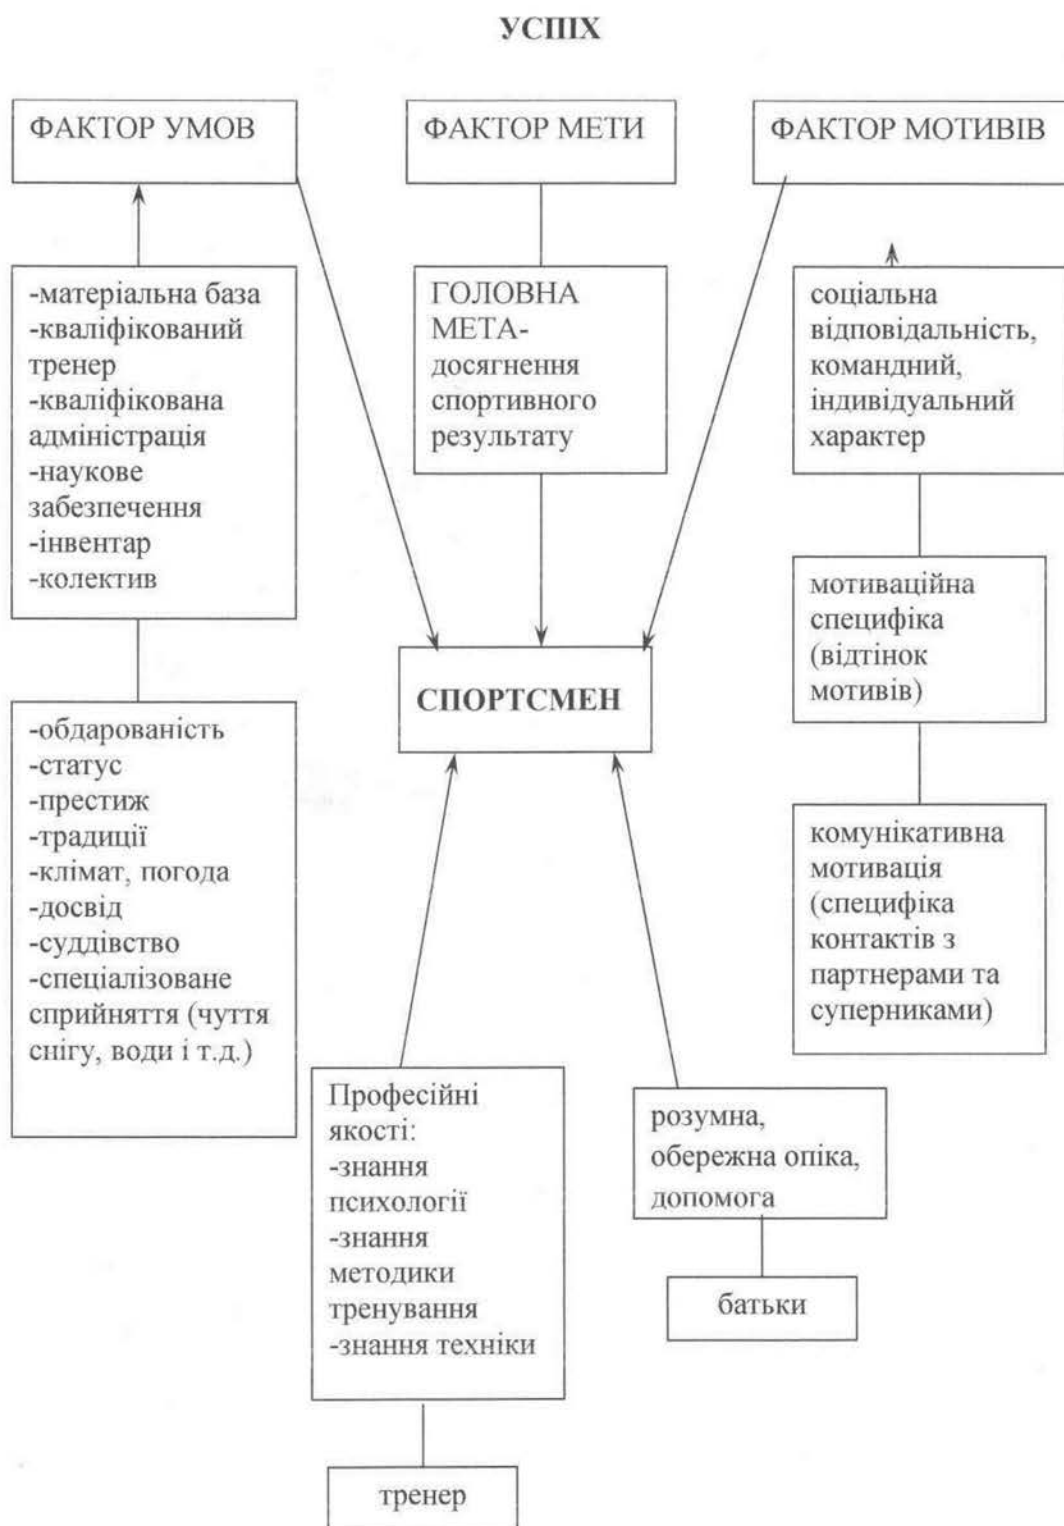 УСПІХ
ФАКТОР УМОВ
ФАКТОР МЕТИ
ФАКТОР МОТИВІВ
-матеріальна база
-кваліфікований
тренер
-кваліфікована
адміністрація
-наукове
забезпечення
-інвентар
-колектив
ГОЛОВНА
МЕТА-
досягнення
спортивного
результату
соціальна
відповідальність,
командний,
індивідуальний
характер
мотиваційна
специфіка
(відтінок
мотивів)
СПОРТСМЕН
-обдарованість
-статус
-престиж
-традиції
-клімат, погода
-досвід
-суддівство
-спеціалізоване
сприйняття (чуття
снігу, води і т.д.)
комунікативна
мотивація
(специфіка
контактів з
партнерами та
суперниками)
Професійні
якості:
-знання
психології
-знання
методики
тренування
-знання техніки
розумна,
обережна опіка,
допомога
батьки
тренер